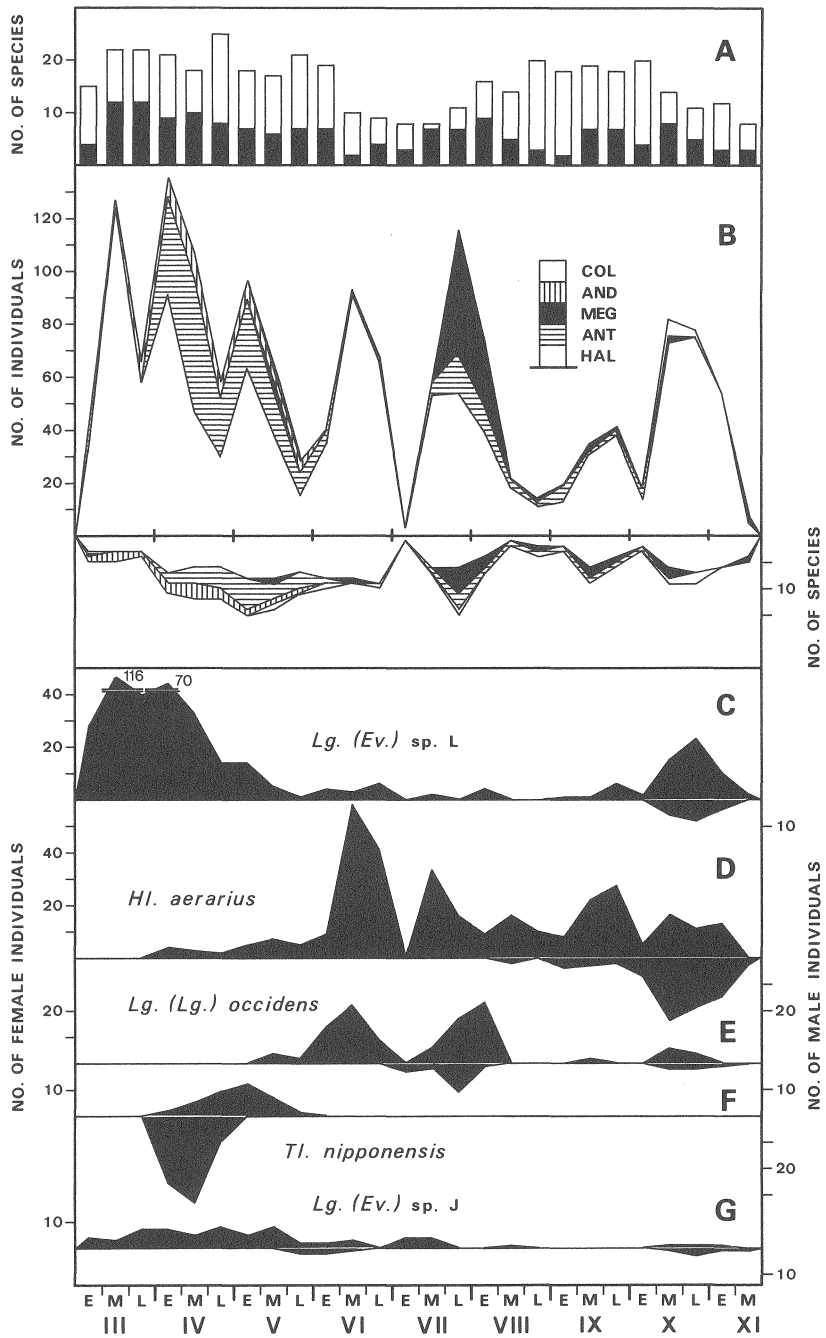 NO. OF SPECIES
20
10
A
NO. OF INDIVIDUALS
120
100
80
60
40
20
B
COL
AND
MEG
ANT
HAL
10
NO. OF SPECIES
116 70
40
20
C
Lg. (Ev.) sp. L
10
40
20
D
Hl. aerarius
NO. OF FEMALE INDIVIDUALS
NO. OF MALE INDIVIDUALS
Lg. (Lg.) occidens
20
20
E
10
10
F
Tl. nipponensis
20
Lg. (Ev.) sp. J
10
G
10
E M L E M L E M L E M L E M L E M L E M L E M L E M
III IV V VI VII VIII IX X XI